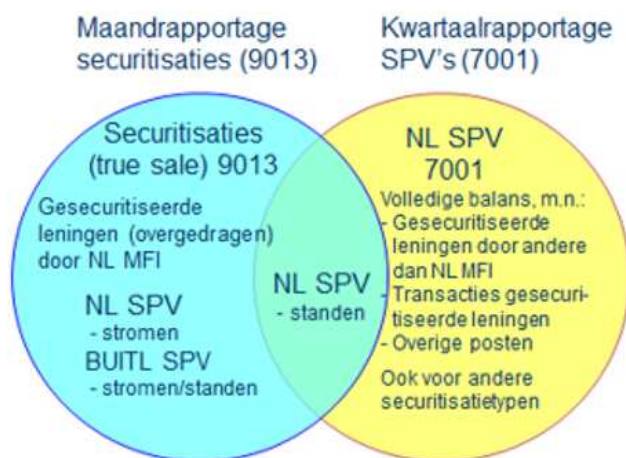 Maandrapportage
securitisaties (9013)
Kwartaalrapportage
SPV's (7001)
Securitisaties
(true sale) 9013
Gesecuritiseerde
leningen (overgedragen)
door NL MFI
NL SPV
- stromen
BUITL SPV
- stromen/standen
NL SPV
- standen
NL SPV
7001
Volledige balans, m.n.:
- Gesecuritiseerde
leningen door andere
dan NL MFI
- Transacties gesecuri-
tiseerde leningen
- Overige posten
Ook voor andere
securitisatietypen